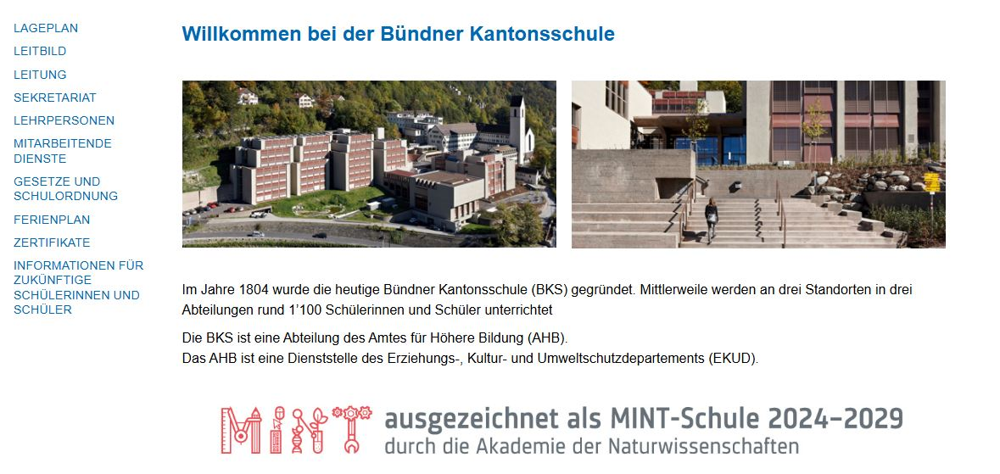 LAGEPLAN
LEITBILD
LEITUNG
SEKRETARIAT
LEHRPERSONEN
MITARBEITENDE
DIENSTE
GESETZE UND
SCHULORDNUNG
FERIENPLAN
ZERTIFIKATE
INFORMATIONEN FÜR
ZUKÜNFTIGE
SCHÜLERINNEN UND
SCHÜLER
Willkommen bei der Bündner Kantonsschule
Im Jahre 1804 wurde die heutige Bündner Kantonsschule (BKS) gegründet. Mittlerweile werden an drei Standorten in drei
Abteilungen rund 1’100 Schülerinnen und Schüler unterrichtet
Die BKS ist eine Abteilung des Amtes für Höhere Bildung (AHB).
Das AHB ist eine Dienststelle des Erziehungs-, Kultur- und Umweltschutzdepartements (EKUD).
MINT ausgezeichnet als MINT-Schule 2024–2029
durch die Akademie der Naturwissenschaften